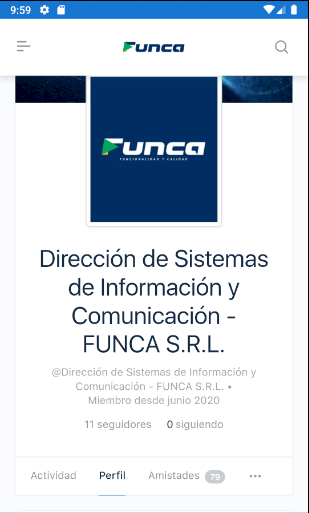 9:59
Funca
Funca
FUNCIONALIDAD Y CALIDAD
Dirección de Sistemas
de Información y
Comunicación -
FUNCA S.R.L.
@Dirección de Sistemas de Información y
Comunicación - FUNCA S.R.L. •
Miembro desde junio 2020
11 seguidores 0 siguiendo
Actividad Perfil Amistades 79 ...